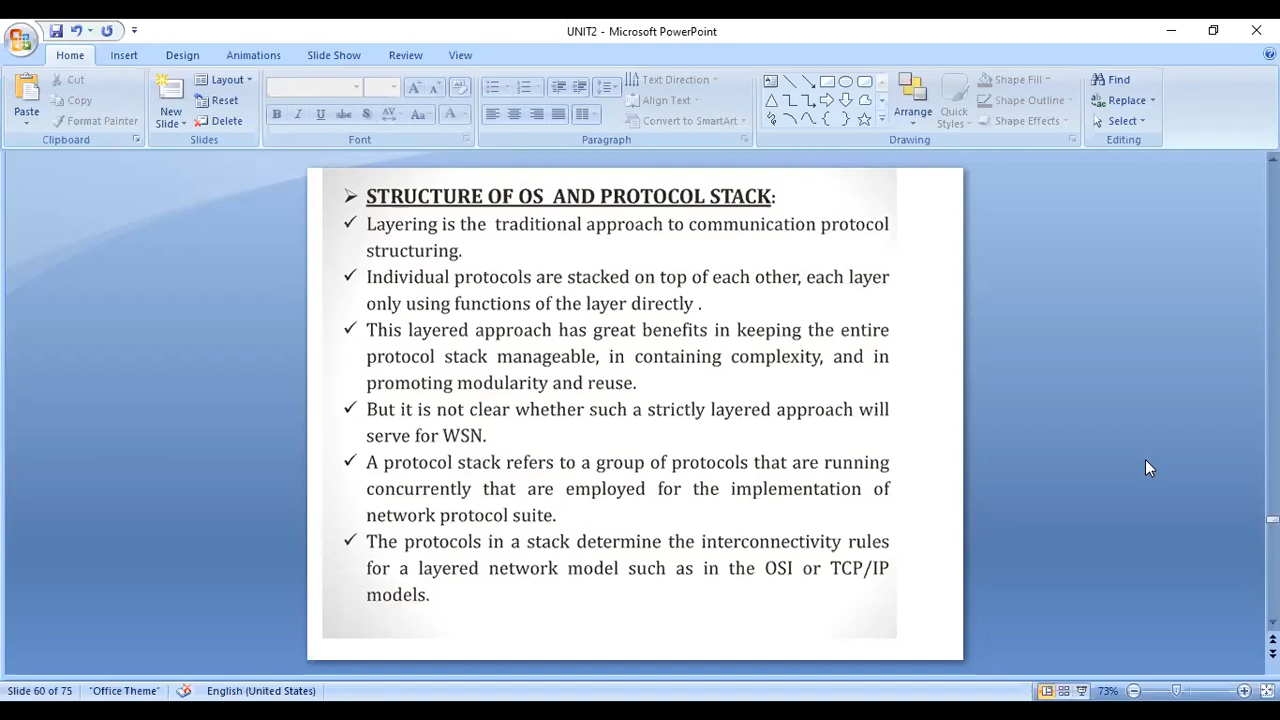 UNIT2 - Microsoft PowerPoint
Home Insert Design Animations Slide Show Review View
Cut Layout Text Direction Shape Fill Find
Copy Reset Align Text Shape Outline Replace
Paste Format Painter New Slide Delete B I U abc S AV Aa A Convert to SmartArt Arrange Quick Styles Shape Effects Select
Clipboard Slides Font Paragraph Drawing Editing
STRUCTURE OF OS AND PROTOCOL STACK:
Layering is the traditional approach to communication protocol
structuring.
Individual protocols are stacked on top of each other, each layer
only using functions of the layer directly .
This layered approach has great benefits in keeping the entire
protocol stack manageable, in containing complexity, and in
promoting modularity and reuse.
But it is not clear whether such a strictly layered approach will
serve for WSN.
A protocol stack refers to a group of protocols that are running
concurrently that are employed for the implementation of
network protocol suite.
The protocols in a stack determine the interconnectivity rules
for a layered network model such as in the OSI or TCP/IP
models.
Slide 60 of 75 "Office Theme" English (United States) 73%